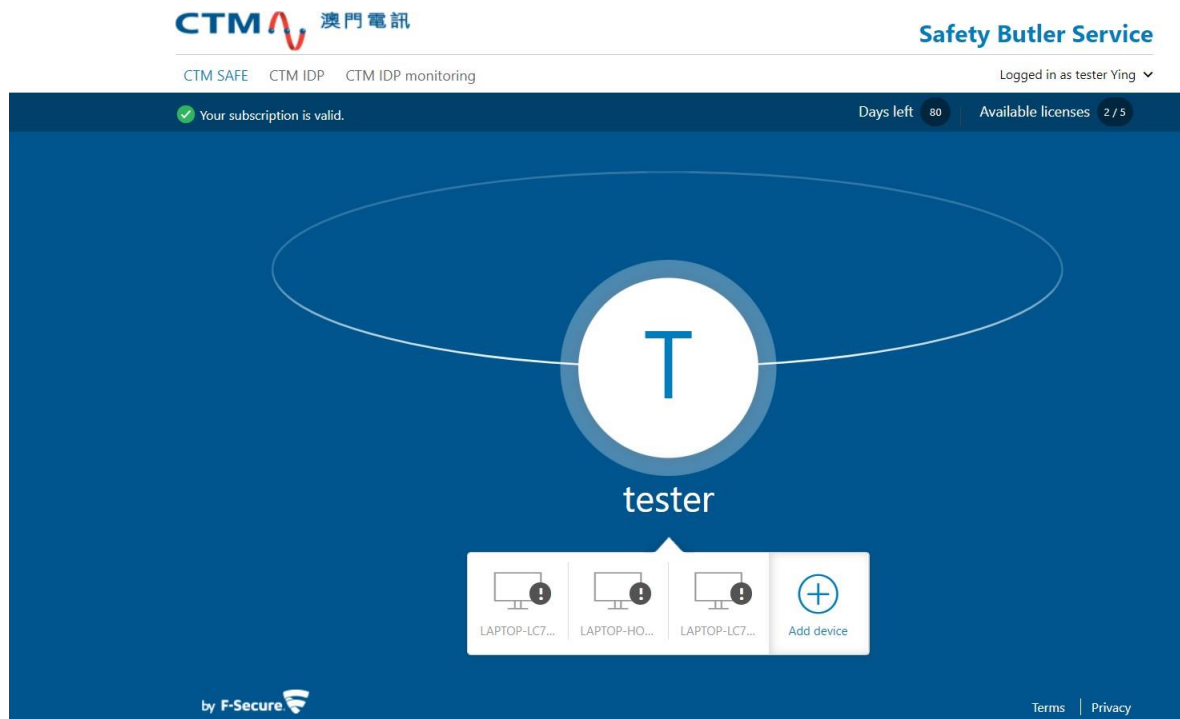 CTM 澳門電訊
Safety Butler Service
CTM SAFE CTM IDP CTM IDP monitoring
Logged in as tester Ying
Your subscription is valid.
Days left 80 Available licenses 2 / 5
T
tester
LAPTOP-LC7... LAPTOP-HO... LAPTOP-LC7... Add device
by F-Secure.
Terms | Privacy